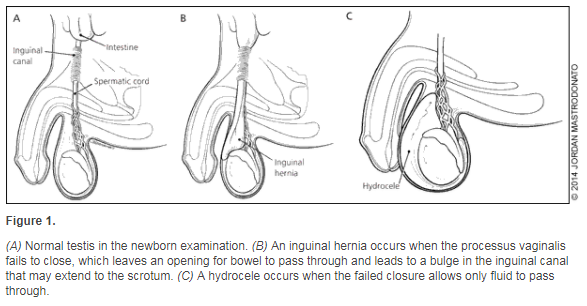 A
B
C
Intestine
Inguinal
canal
Spermatic cord
Inguinal
hernia
Hydrocele
© 2014 JORDAN MASTRODONATO
Figure 1.
(A) Normal testis in the newborn examination. (B) An inguinal hernia occurs when the processus vaginalis
fails to close, which leaves an opening for bowel to pass through and leads to a bulge in the inguinal canal
that may extend to the scrotum. (C) A hydrocele occurs when the failed closure allows only fluid to pass
through.